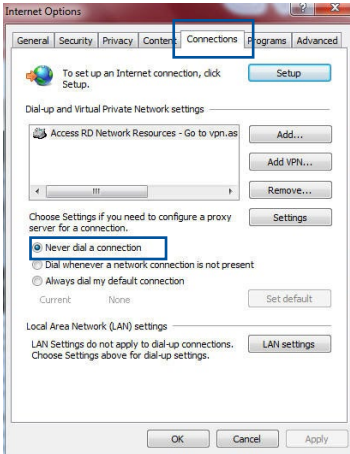 Internet Options
General Security Privacy Content Connections Programs Advanced
To set up an Internet connection, click
Setup.
Setup
Dial-up and Virtual Private Network settings
Access RD Network Resources - Go to vpn.as
Add...
Add VPN...
Remove...
Choose Settings if you need to configure a proxy
server for a connection.
Settings
Never dial a connection
Dial whenever a network connection is not present
Always dial my default connection
Current None
Set default
Local Area Network (LAN) settings
LAN Settings do not apply to dial-up connections.
Choose Settings above for dial-up settings.
LAN settings
OK Cancel Apply